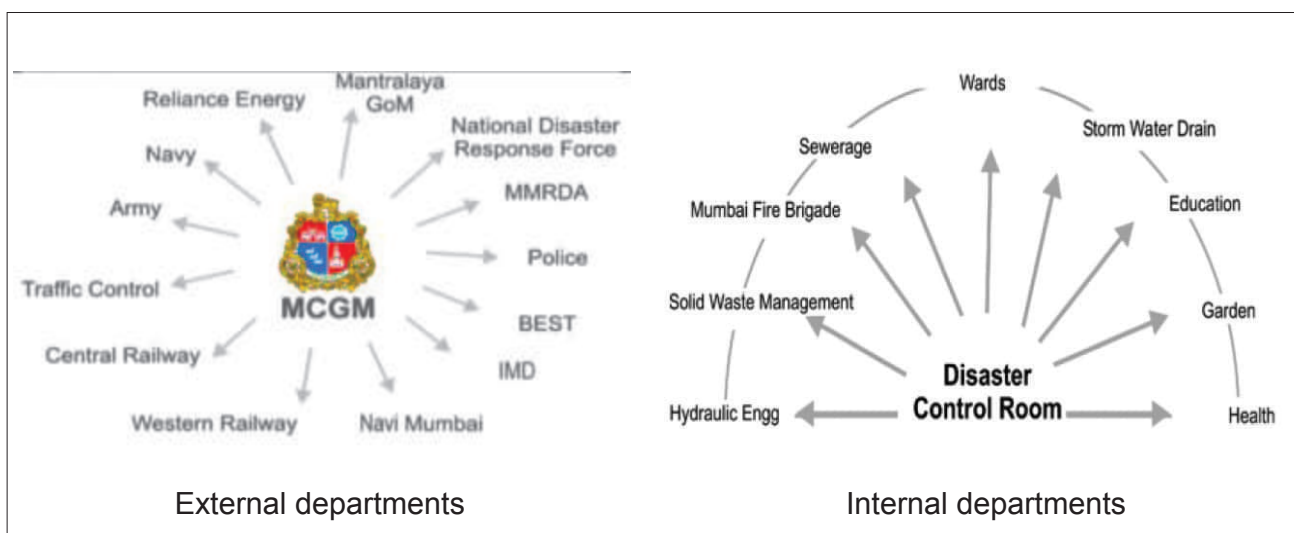 Mantralaya
GoM
Reliance Energy
National Disaster
Response Force
Navy
MMRDA
Army
Police
Traffic Control
MCGM
BEST
Central Railway
IMD
Western Railway
Navi Mumbai
External departments
Wards
Storm Water Drain
Sewerage
Education
Mumbai Fire Brigade
Solid Waste Management
Garden
Disaster
Control Room
Hydraulic Engg
Health
Internal departments